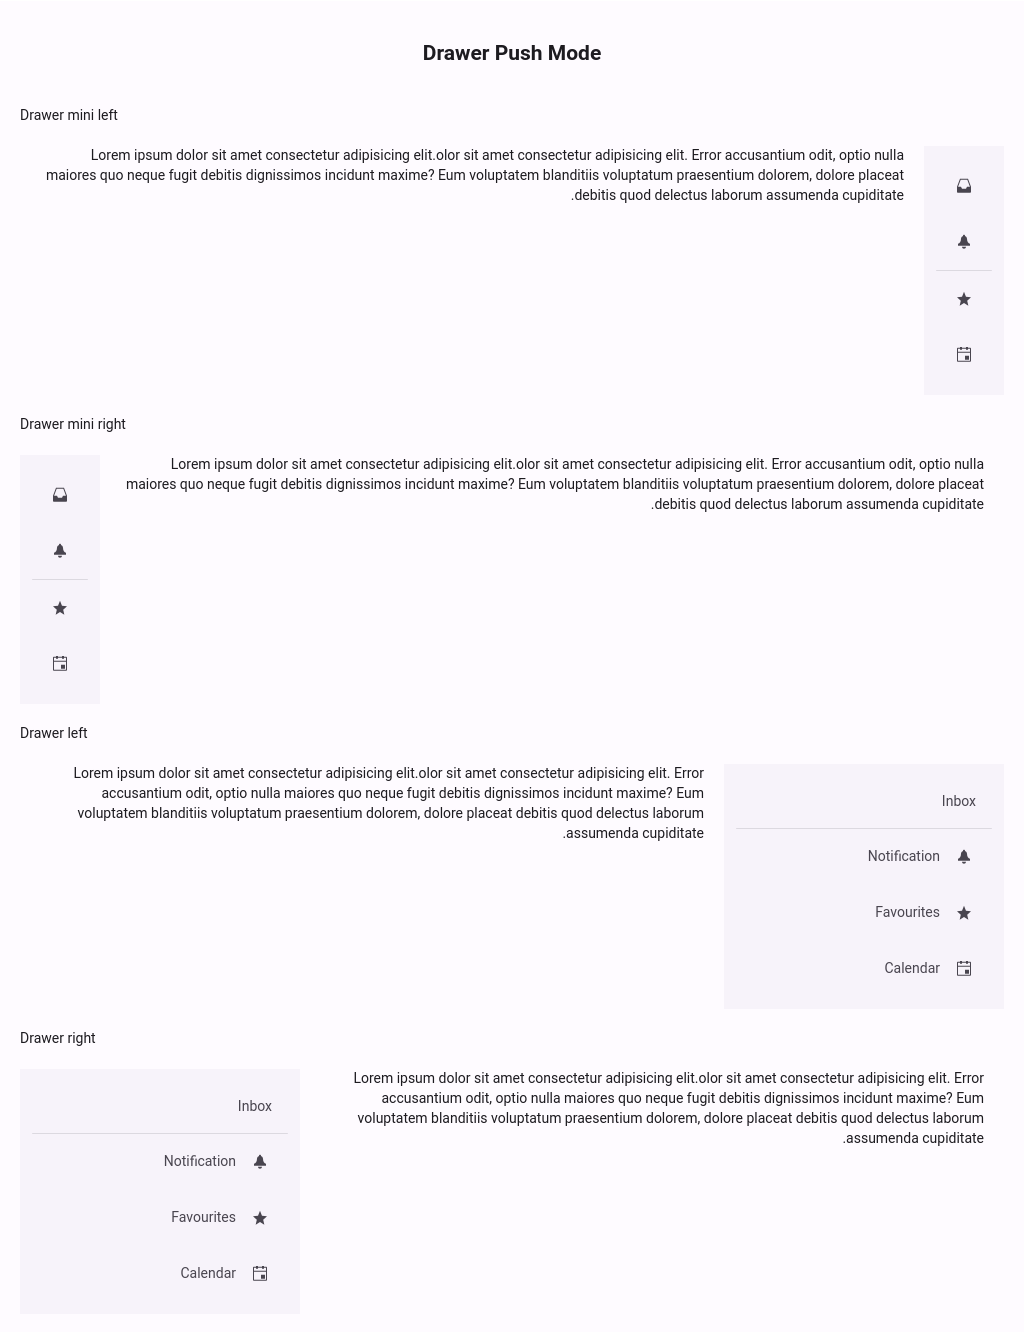 Drawer Push Mode
Drawer mini left
Lorem ipsum dolor sit amet consectetur adipisicing elit.olor sit amet consectetur adipisicing elit. Error accusantium odit, optio nulla
maiores quo neque fugit debitis dignissimos incidunt maxime? Eum voluptatem blanditiis voluptatum praesentium dolorem, dolore placeat
.debitis quod delectus laborum assumenda cupiditate
Drawer mini right
Lorem ipsum dolor sit amet consectetur adipisicing elit.olor sit amet consectetur adipisicing elit. Error accusantium odit, optio nulla
maiores quo neque fugit debitis dignissimos incidunt maxime? Eum voluptatem blanditiis voluptatum praesentium dolorem, dolore placeat
.debitis quod delectus laborum assumenda cupiditate
Drawer left
Lorem ipsum dolor sit amet consectetur adipisicing elit.olor sit amet consectetur adipisicing elit. Error
accusantium odit, optio nulla maiores quo neque fugit debitis dignissimos incidunt maxime? Eum
voluptatem blanditiis voluptatum praesentium dolorem, dolore placeat debitis quod delectus laborum
.assumenda cupiditate
Inbox
Notification
Favourites
Calendar
Drawer right
Inbox
Notification
Favourites
Calendar
Lorem ipsum dolor sit amet consectetur adipisicing elit.olor sit amet consectetur adipisicing elit. Error
accusantium odit, optio nulla maiores quo neque fugit debitis dignissimos incidunt maxime? Eum
voluptatem blanditiis voluptatum praesentium dolorem, dolore placeat debitis quod delectus laborum
.assumenda cupiditate